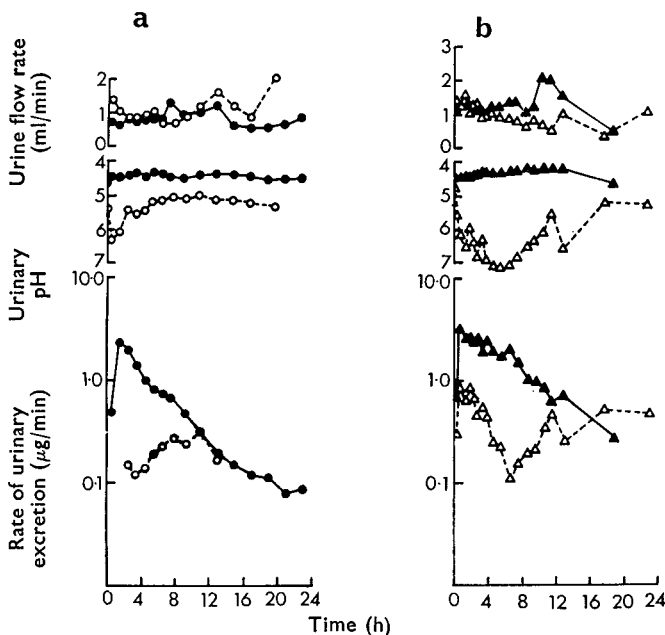 a
b
Urine flow rate
(ml/min)
2
1
0
3
2
1
0
Urinary
pH
4
5
6
7
4
5
6
7
Rate of urinary
excretion (μg/min)
10·0
1·0
0·1
10·0
1·0
0·1
0 4 8 12 16 20 24
0 4 8 12 16 20 24
Time (h)